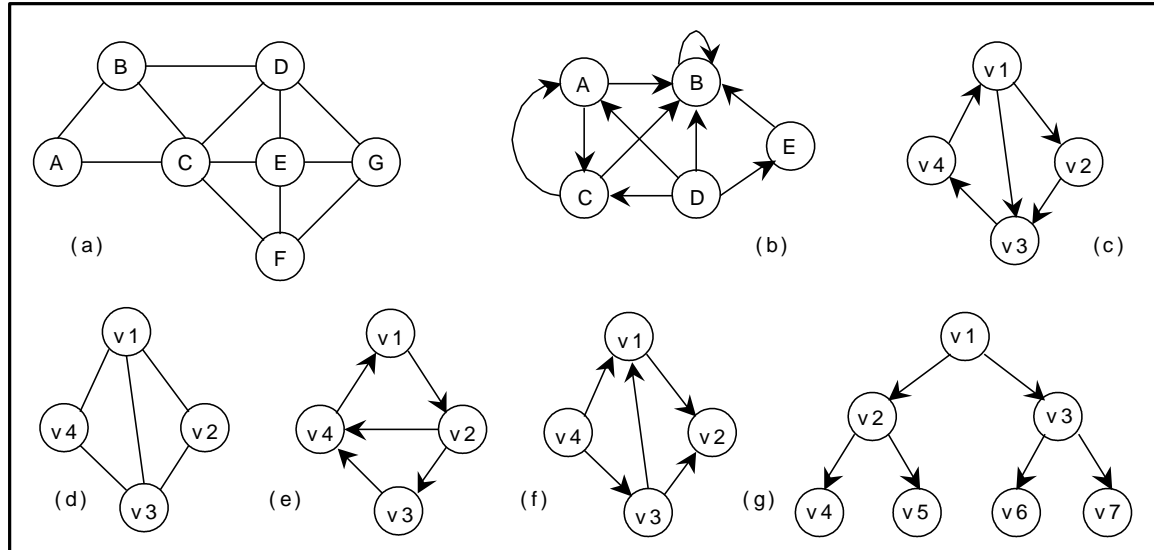 B D
A C E G
F
(a)
A B
E
C D
(b)
v1
v4 v2
v3
(c)
v1
v4 v2
v3
(d)
v1
v4 v2
v3
(e)
v1
v4 v2
v3
(f)
v1
v2 v3
v4 v5 v6 v7
(g)